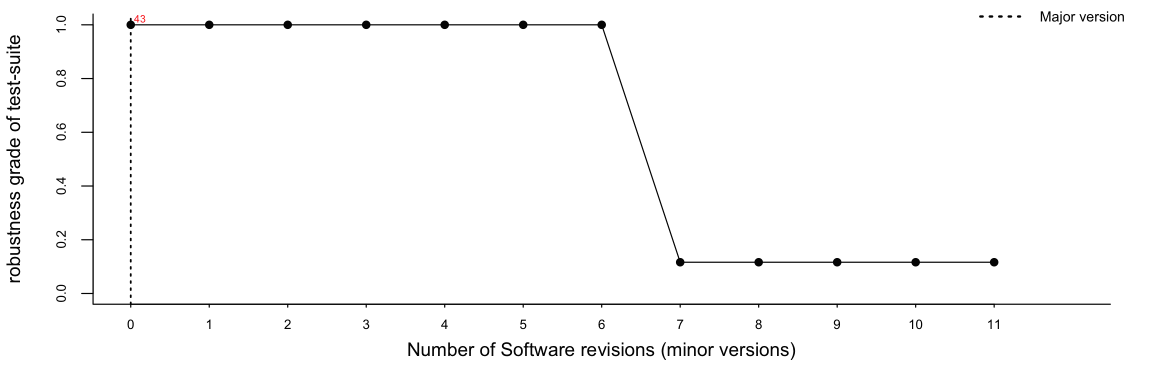 robustness grade of test-suite
1.0
0.8
0.6
0.4
0.2
0.0
43
Major version
0 1 2 3 4 5 6 7 8 9 10 11
Number of Software revisions (minor versions)